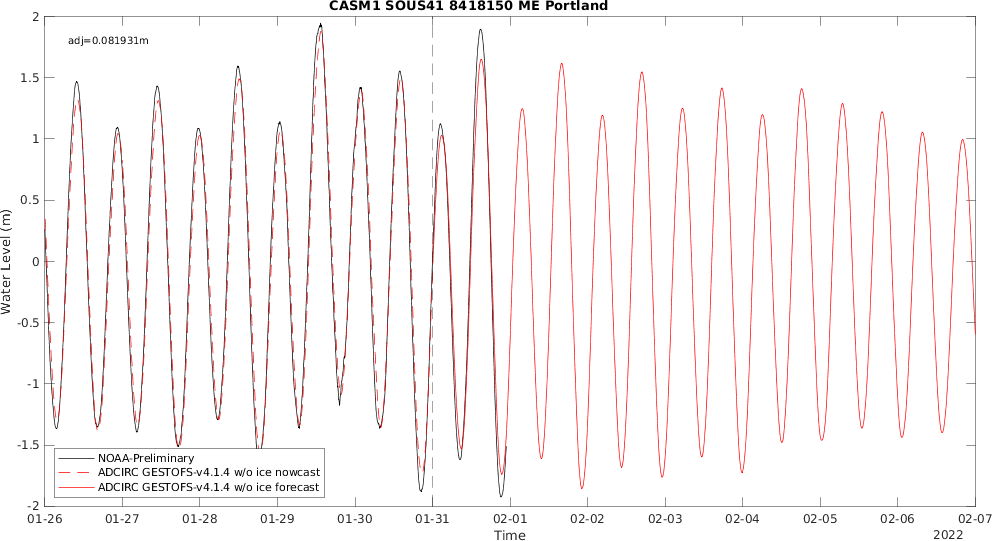 CASM1 SOUS41 8418150 ME Portland
adj=0.081931m
2
1.5
1
0.5
0
-0.5
-1
-1.5
-2
Water Level (m)
NOAA-Preliminary
ADCIRC GESTOFS-v4.1.4 w/o ice nowcast
ADCIRC GESTOFS-v4.1.4 w/o ice forecast
01-26 01-27 01-28 01-29 01-30 01-31 02-01 02-02 02-03 02-04 02-05 02-06 02-07
Time
2022